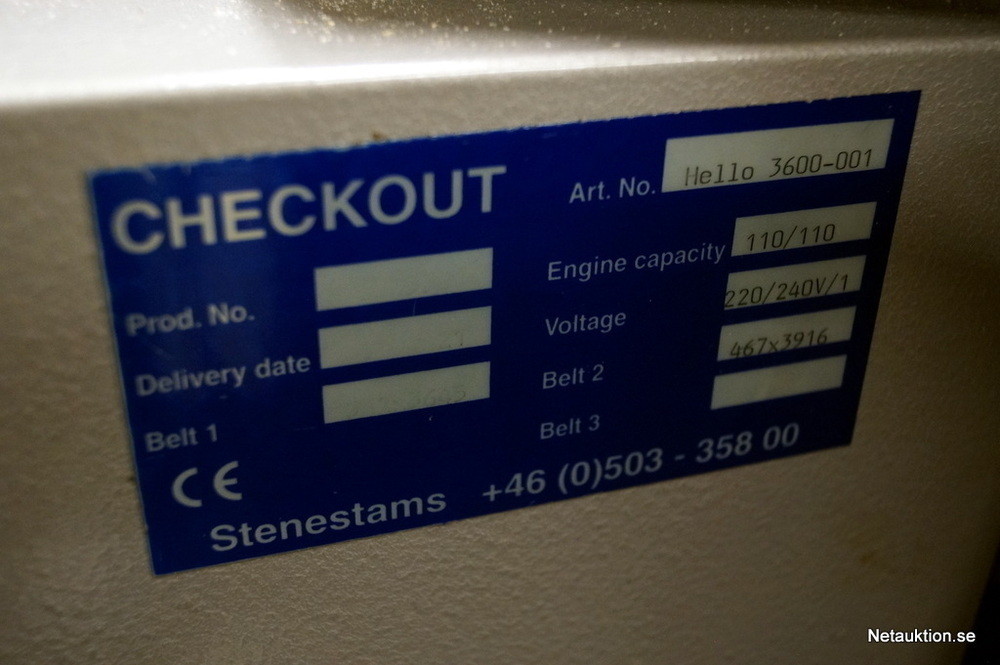 CHECKOUT
Prod. No.
Delivery date
Belt 1
CE
Art. No. Hello 3600-001
Engine capacity 110/110
Voltage 220/240V/1
Belt 2 467x3916
Belt 3
Stenestams +46 (0)503 - 358 00
Netauktion.se